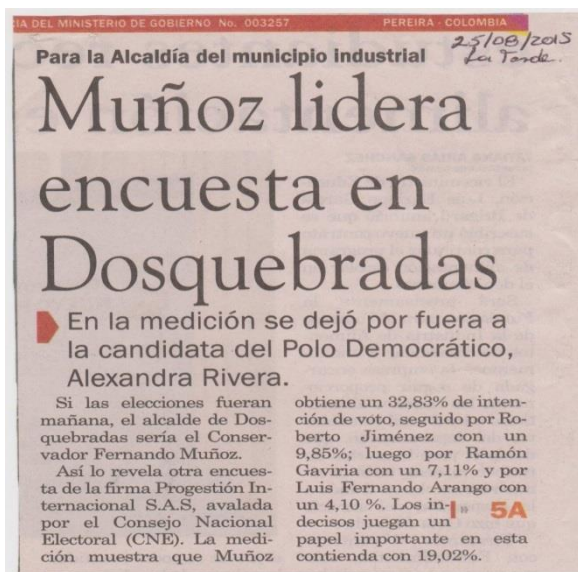 CIA DEL MINISTERIO DE GOBIERNO No. 003257
PEREIRA - COLOMBIA
25/08/2015
La Tarde.
Para la Alcaldía del municipio industrial
Muñoz lidera
encuesta en
Dosquebradas
En la medición se dejó por fuera a
la candidata del Polo Democrático,
Alexandra Rivera.
Si las elecciones fueran
mañana, el alcalde de Dos-
quebradas sería el Conser-
vador Fernando Muñoz.
Así lo revela otra encues-
ta de la firma Progestión In-
ternacional S.A.S, avalada
por el Consejo Nacional
Electoral (CNE). La medi-
ción muestra que Muñoz
obtiene un 32,83% de inten-
ción de voto, seguido por Ro-
berto Jiménez con un
9,85%; luego por Ramón
Gaviria con un 7,11% y por
Luis Fernando Arango con
un 4,10 %. Los in-
decisos juegan un
papel importante en esta
contienda con 19,02%.
» 5A